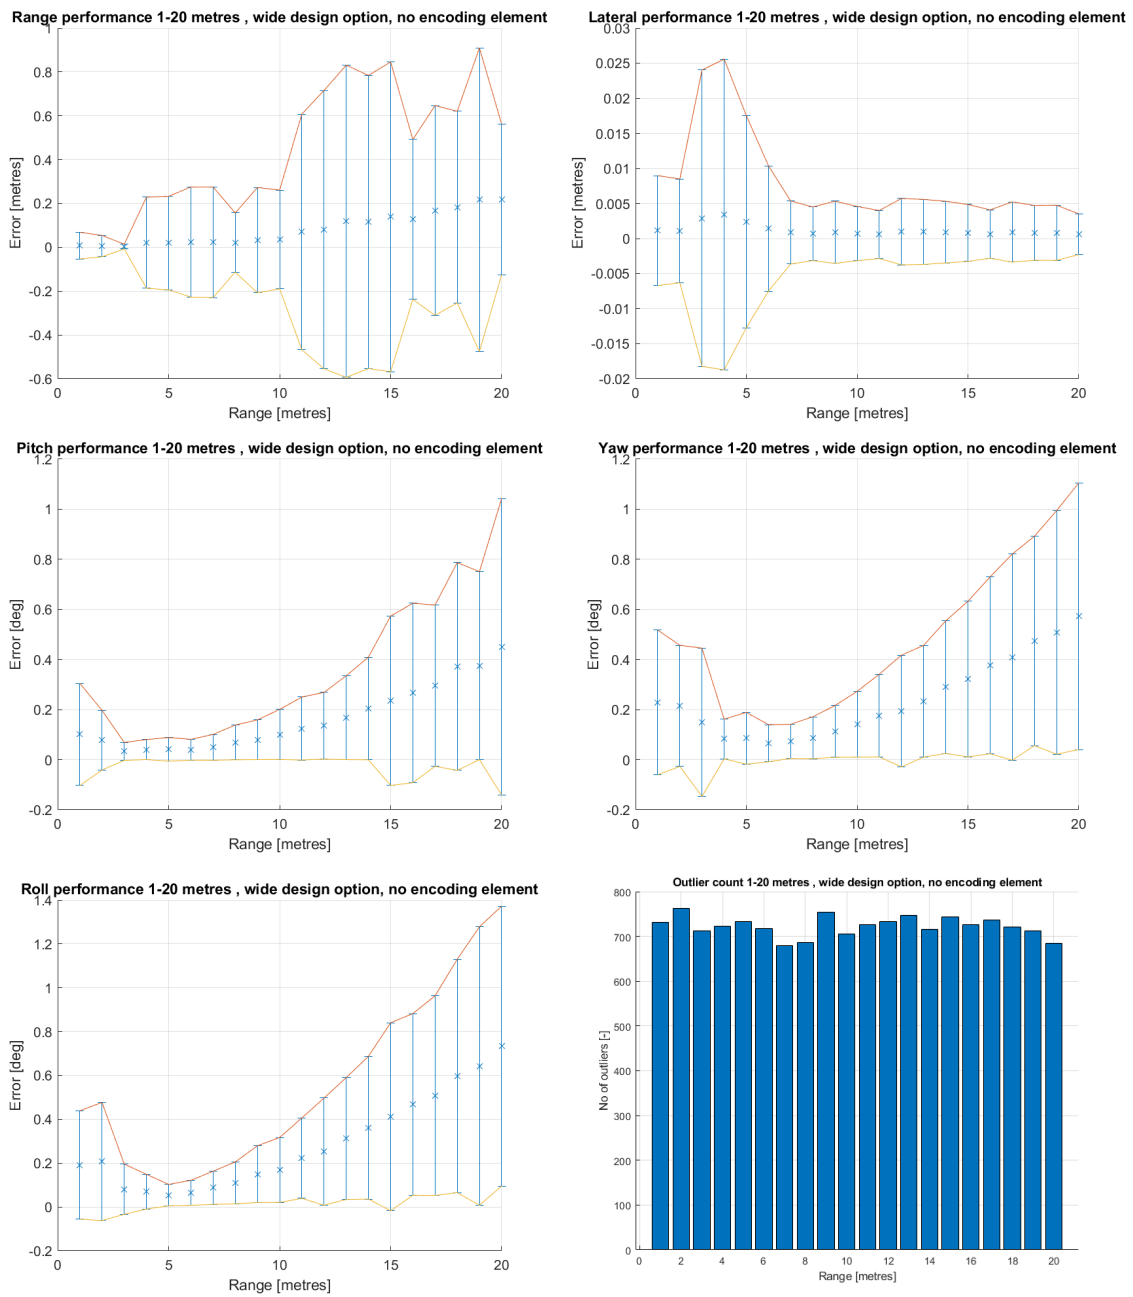 Range performance 1-20 metres , wide design option, no encoding element
1
0.8
0.6
0.4
0.2
0
-0.2
-0.4
-0.6
Error [metres]
0 5 10 15 20
Range [metres]
Lateral performance 1-20 metres , wide design option, no encoding element
0.03
0.025
0.02
0.015
0.01
0.005
0
-0.005
-0.01
-0.015
-0.02
Error [metres]
0 5 10 15 20
Range [metres]
Pitch performance 1-20 metres , wide design option, no encoding element
1.2
1
0.8
0.6
0.4
0.2
0
-0.2
Error [deg]
0 5 10 15 20
Range [metres]
Yaw performance 1-20 metres , wide design option, no encoding element
1.2
1
0.8
0.6
0.4
0.2
0
-0.2
Error [deg]
0 5 10 15 20
Range [metres]
Roll performance 1-20 metres , wide design option, no encoding element
1.4
1.2
1
0.8
0.6
0.4
0.2
0
-0.2
Error [deg]
0 5 10 15 20
Range [metres]
Outlier count 1-20 metres , wide design option, no encoding element
800
700
600
500
400
300
200
100
0
No of outliers [-]
0 2 4 6 8 10 12 14 16 18 20
Range [metres]